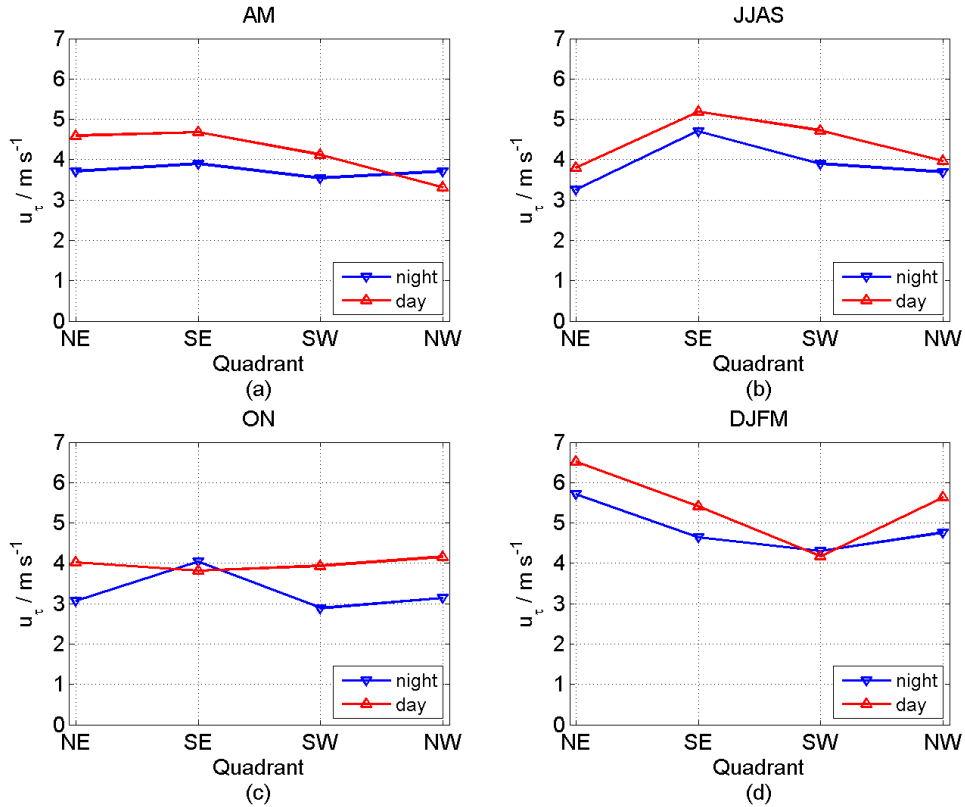 AM
7
6
5
4
3
2
1
0
u_τ / m s⁻¹
NE SE SW NW
Quadrant
night
day
(a)
JJAS
7
6
5
4
3
2
1
0
u_τ / m s⁻¹
NE SE SW NW
Quadrant
night
day
(b)
ON
7
6
5
4
3
2
1
0
u_τ / m s⁻¹
NE SE SW NW
Quadrant
night
day
(c)
DJFM
7
6
5
4
3
2
1
0
u_τ / m s⁻¹
NE SE SW NW
Quadrant
night
day
(d)